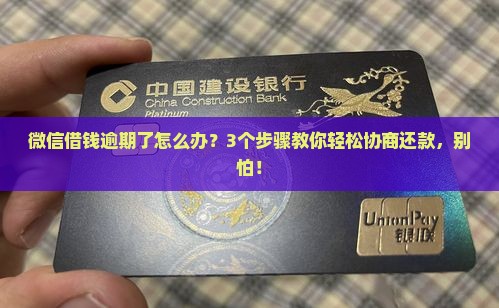 中国建设银行
China Construction Bank
Platinum
微信借钱逾期了怎么办？3个步骤教你轻松协商还款，别
怕！
UnionPay
银联